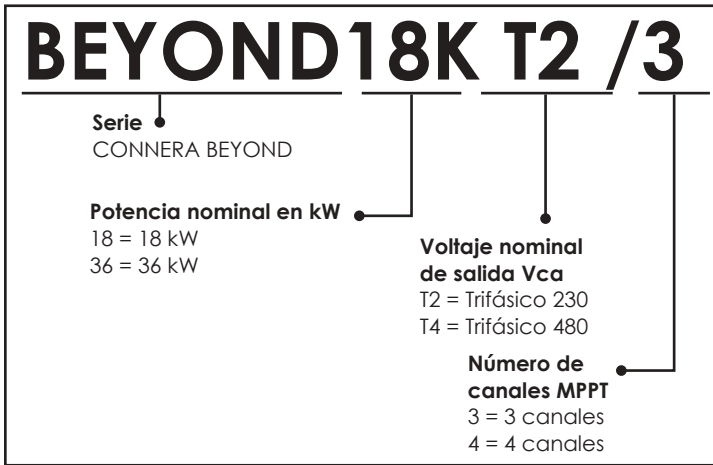 BEYOND18K T2 /3
Serie
CONNERA BEYOND
Potencia nominal en kW
18 = 18 kW
36 = 36 kW
Voltaje nominal
de salida Vca
T2 = Trifásico 230
T4 = Trifásico 480
Número de
canales MPPT
3 = 3 canales
4 = 4 canales